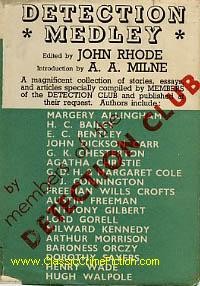 DETECTION
* MEDLEY *
Edited by JOHN RHODE
Introduction by A. A. MILNE
A magnificent collection of stories, essays
and articles specially compiled by MEMBERS
of the DETECTION CLUB and published at
their request. Authors include:
MARGERY ALLINGHAM
H. C. BAILEY
E. C. BENTLEY
JOHN DICKSON CARR
G. K. CHESTERTON
AGATHA CHRISTIE
G. D. H. & MARGARET COLE
FREEMAN WILLS CROFTS
R. AUSTIN FREEMAN
ANTHONY GILBERT
LORD GORELL
MILWARD KENNEDY
ARTHUR MORRISON
BARONESS ORCZY
DOROTHY SAYERS
HENRY WADE
HUGH WALPOLE
by members of the
DETECTION CLUB
www.ClassicCrimeFiction.com